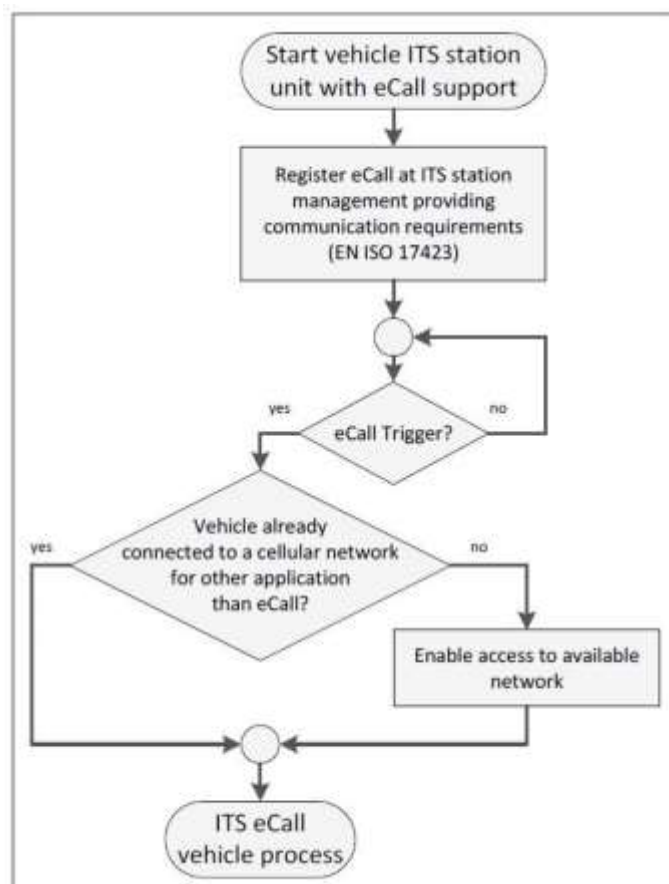 Start vehicle ITS station
unit with eCall support
Register eCall at ITS station
management providing
communication requirements
(EN ISO 17423)
yes
no
eCall Trigger?
yes
Vehicle already
connected to a cellular network
for other application
than eCall?
no
Enable access to available
network
ITS eCall
vehicle process